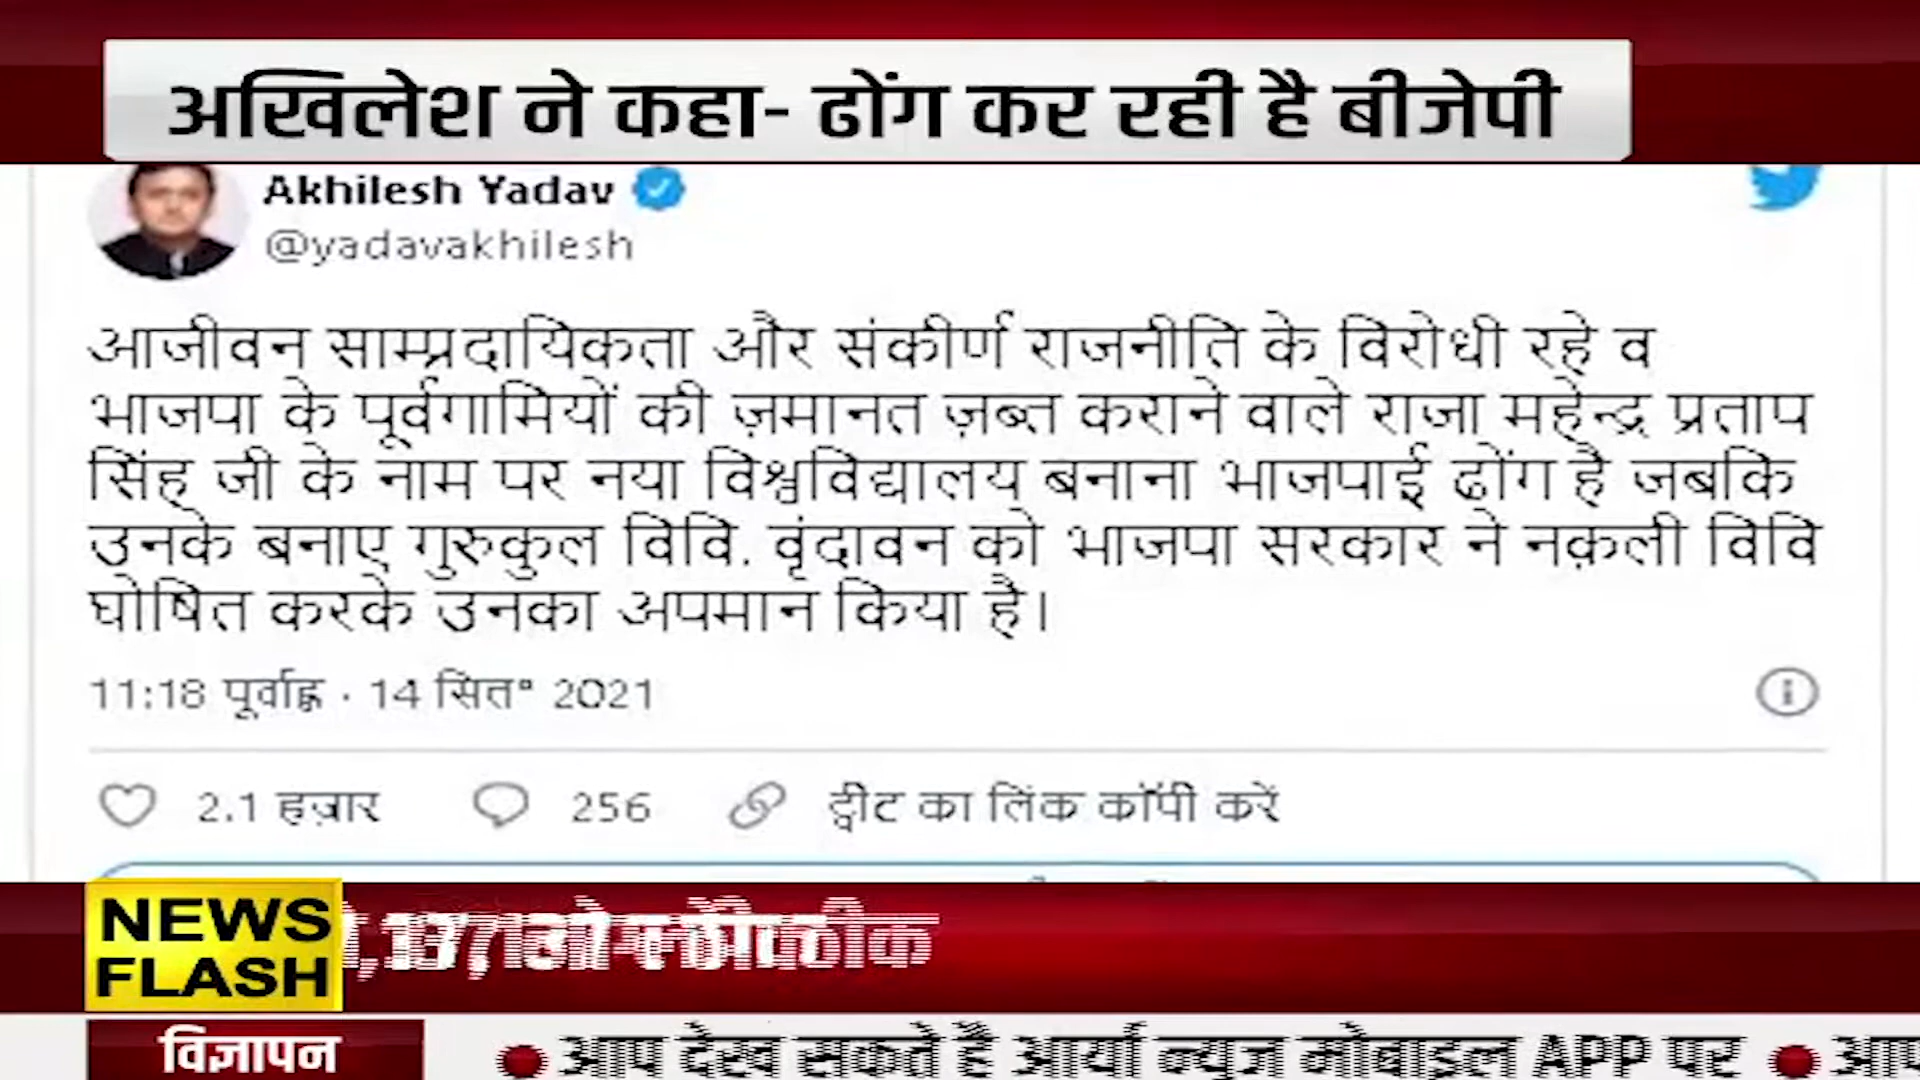 अखिलेश ने कहा- ढोंग कर रही है बीजेपी
Akhilesh Yadav
@yadavakhilesh
आजीवन साम्प्रदायिकता और संकीर्ण राजनीति के विरोधी रहे व
भाजपा के पूर्वगामियों की ज़मानत ज़ब्त कराने वाले राजा महेन्द्र प्रताप
सिंह जी के नाम पर नया विश्वविद्यालय बनाना भाजपाई ढोंग है जबकि
उनके बनाए गुरुकुल विवि. वृंदावन को भाजपा सरकार ने नक़ली विवि
घोषित करके उनका अपमान किया है।
11:18 पूर्वाह्न · 14 सित॰ 2021
2.1 हज़ार 256 ट्वीट का लिंक कॉपी करें
NEWS
FLASH
विज्ञापन आप देख सकते है आर्या न्यूज मोबाइल APP पर